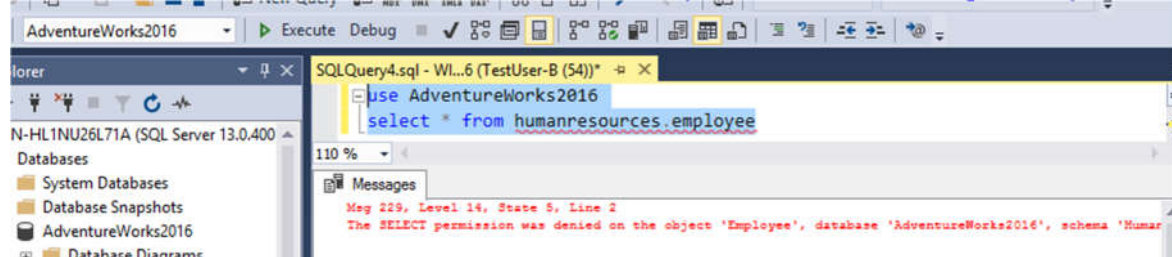 Query
AdventureWorks2016
Execute Debug
lorer
SQLQuery4.sql - WI...6 (TestUser-B (54))*
use AdventureWorks2016
select * from humanresources.employee
N-HL1NU26L71A (SQL Server 13.0.400
Databases
System Databases
Database Snapshots
AdventureWorks2016
Database Diagrams
110 %
Messages
Msg 229, Level 14, State 5, Line 2
The SELECT permission was denied on the object 'Employee', database 'AdventureWorks2016', schema 'Human